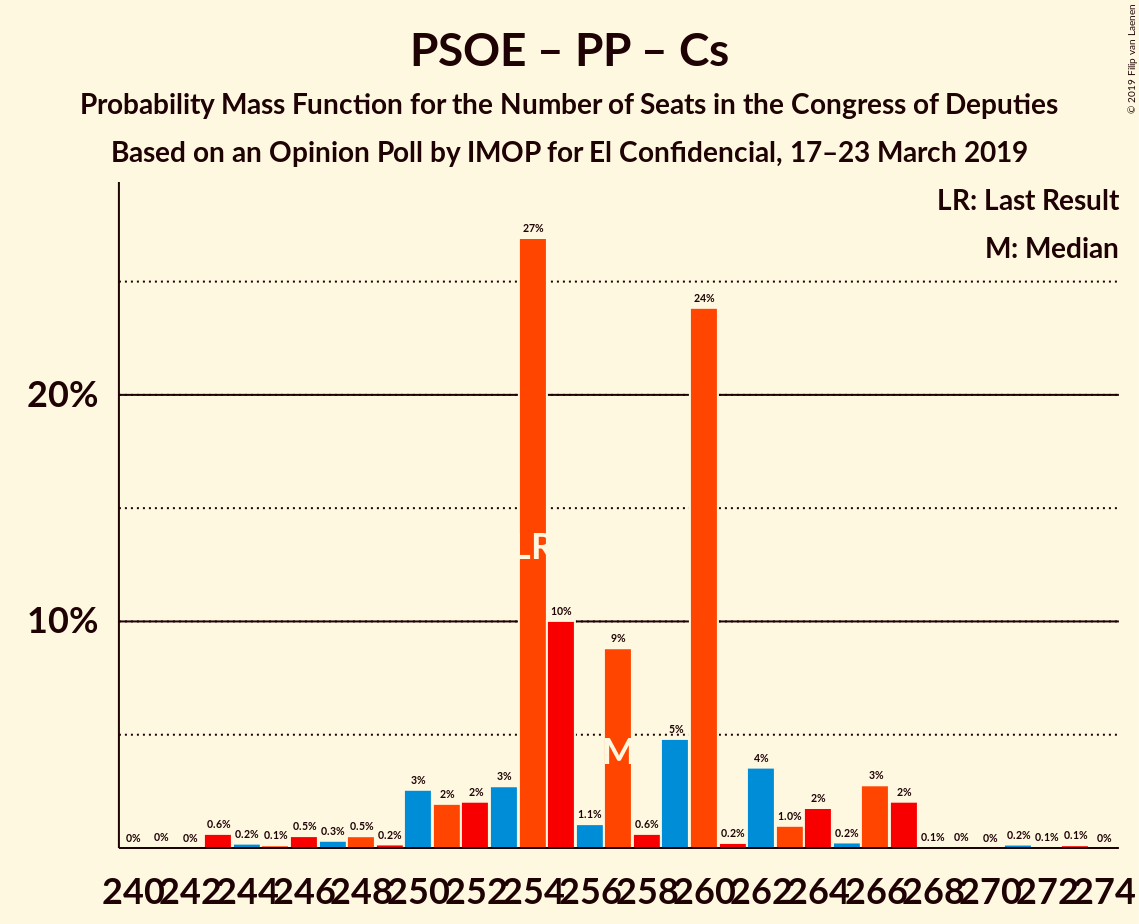 PSOE – PP – Cs
Probability Mass Function for the Number of Seats in the Congress of Deputies
Based on an Opinion Poll by IMOP for El Confidencial, 17–23 March 2019
© 2019 Filip van Laenen
LR: Last Result
M: Median
20%
10%
0% 0% 0% 0.6% 0.2% 0.1% 0.5% 0.3% 0.5% 0.2% 3% 2% 2% 3% 27% 10% 1.1% 9% 0.6% 5% 24% 0.2% 4% 1.0% 2% 0.2% 3% 2% 0.1% 0% 0% 0.2% 0.1% 0.1% 0%
LR
M
240 242 244 246 248 250 252 254 256 258 260 262 264 266 268 270 272 274